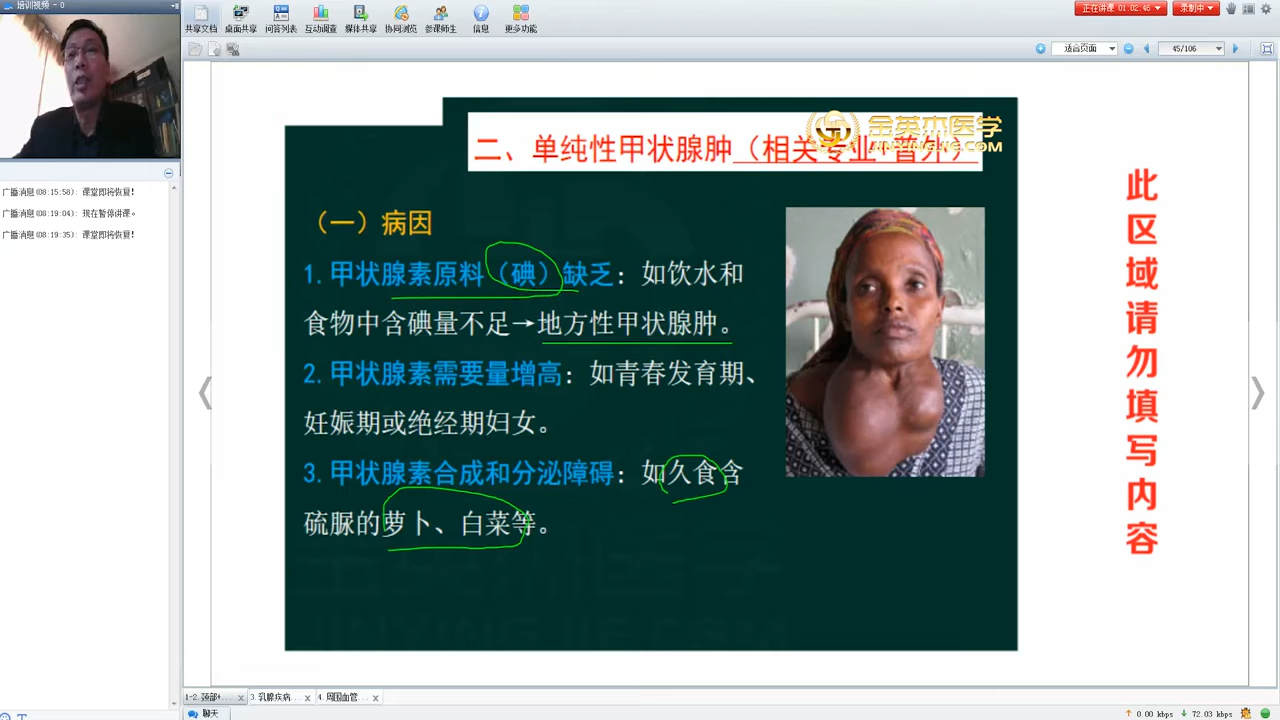 培训视频 - 0
共享文档 桌面共享 问答列表 互动调查 媒体共享 协同浏览 参课师生 信息 更多功能
正在讲课 01:02:46
录制中
适合页面
45/106
广播消息(08:15:58): 课堂即将恢复!
广播消息(08:19:04): 现在暂停讲课。
广播消息(08:19:35): 课堂即将恢复!
二、单纯性甲状腺肿（相关专业+普外）
金英杰医学
JINYINGJIE.COM
（一）病因
1.甲状腺素原料（碘）缺乏：如饮水和
食物中含碘量不足→地方性甲状腺肿。
2.甲状腺素需要量增高：如青春发育期、
妊娠期或绝经期妇女。
3.甲状腺素合成和分泌障碍：如久食含
硫脲的萝卜、白菜等。
此区域请勿填写内容
1-2.颈部+... 3.乳腺疾病... 4.周围血管...
聊天
0.00 kbps 72.03 kbps